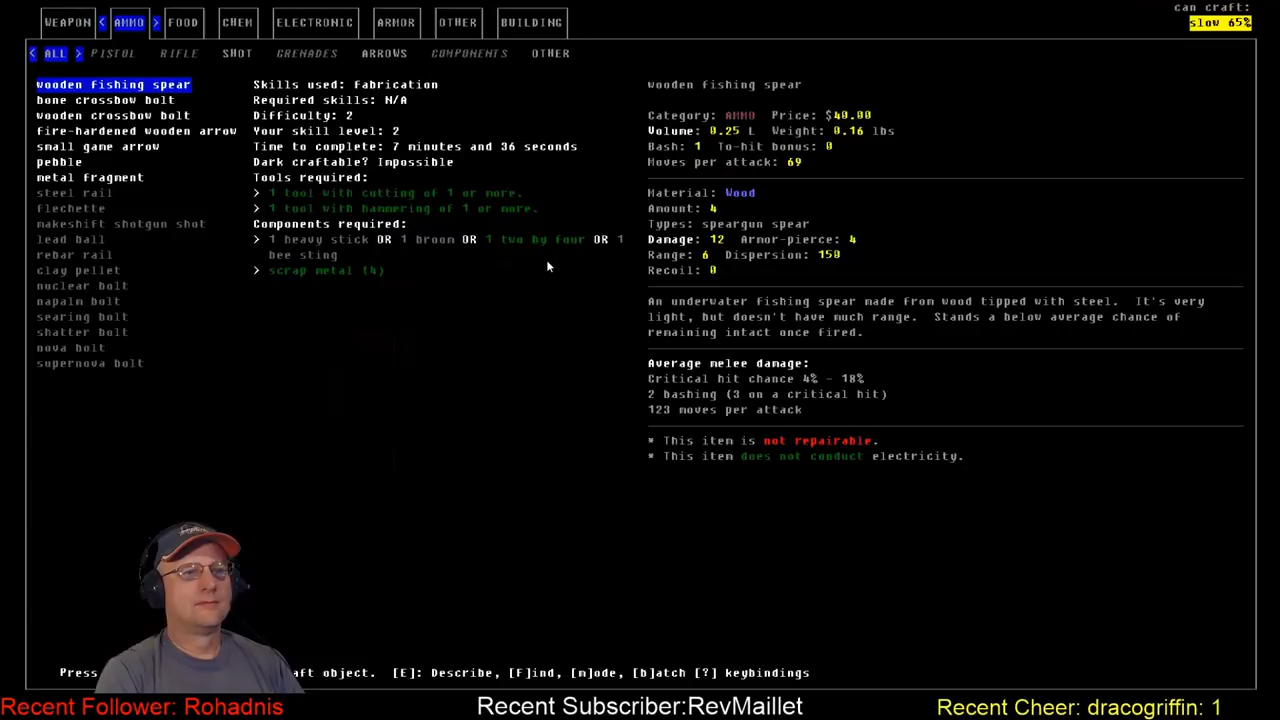 can craft:
WEAPON < AMMO > FOOD CHEM ELECTRONIC ARMOR OTHER BUILDING
slow 65%
< ALL > PISTOL RIFLE SHOT GRENADES ARROWS COMPONENTS OTHER
wooden fishing spear
bone crossbow bolt
wooden crossbow bolt
fire-hardened wooden arrow
small game arrow
pebble
metal fragment
steel rail
flechette
makeshift shotgun shot
lead ball
rebar rail
clay pellet
nuclear bolt
napalm bolt
searing bolt
shatter bolt
nova bolt
supernova bolt
Skills used: Fabrication
Required skills: N/A
Difficulty: 2
Your skill level: 2
Time to complete: 7 minutes and 36 seconds
Dark craftable? Impossible
Tools required:
> 1 tool with cutting of 1 or more.
> 1 tool with hammering of 1 or more.
Components required:
> 1 heavy stick OR 1 broom OR 1 two by four OR 1
bee sting
> scrap metal (4)
wooden fishing spear
Category: AMMO Price: $40.00
Volume: 0.25 L Weight: 0.16 lbs
Bash: 1 To-hit bonus: 0
Moves per attack: 69
Material: Wood
Amount: 4
Types: speargun spear
Damage: 12 Armor-pierce: 4
Range: 6 Dispersion: 150
Recoil: 0
An underwater fishing spear made from wood tipped with steel. It's very
light, but doesn't have much range. Stands a below average chance of
remaining intact once fired.
Average melee damage:
Critical hit chance 4% - 18%
2 bashing (3 on a critical hit)
123 moves per attack
* This item is not repairable.
* This item does not conduct electricity.
Press aft object. [E]: Describe, [F]ind, [m]ode, [b]atch [?] keybindings
Recent Follower: Rohadnis Recent Subscriber:RevMaillet Recent Cheer: dracogriffin: 1